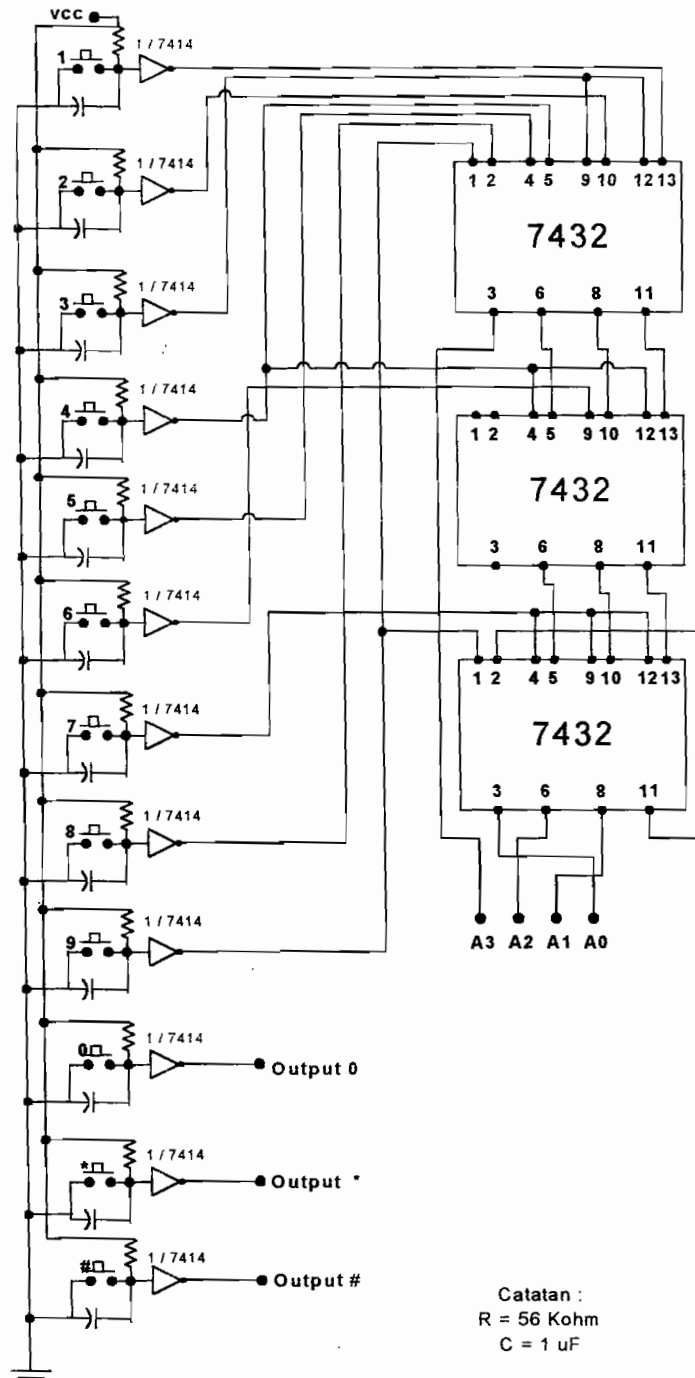 VCC
1 1 / 7414
2 1 / 7414
1 2 4 5 9 10 12 13
7432
3 6 8 11
3 1 / 7414
4 1 / 7414
1 2 4 5 9 10 12 13
7432
3 6 8 11
5 1 / 7414
6 1 / 7414
1 2 4 5 9 10 12 13
7432
3 6 8 11
7 1 / 7414
8 1 / 7414
A3 A2 A1 A0
9 1 / 7414
0 1 / 7414
Output 0
* 1 / 7414
Output *
# 1 / 7414
Output #
Catatan :
R = 56 Kohm
C = 1 uF